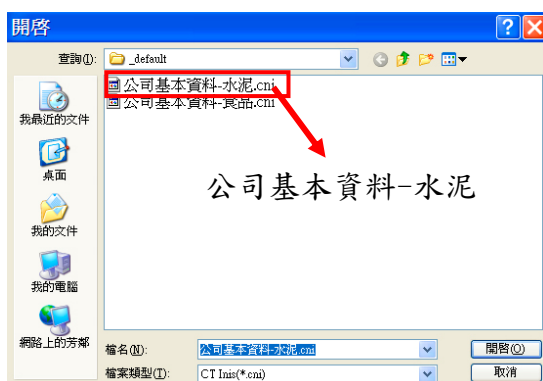 開啓
查詢(I):
_default
我最近的文件
桌面
我的文件
我的電腦
網路上的芳鄰
公司基本資料-水泥.cni
公司基本資料-食品.cni
公司基本資料-水泥
檔名(N):
公司基本資料-水泥.cni
開啓(O)
檔案類型(T):
CT Inis(*.cni)
取消